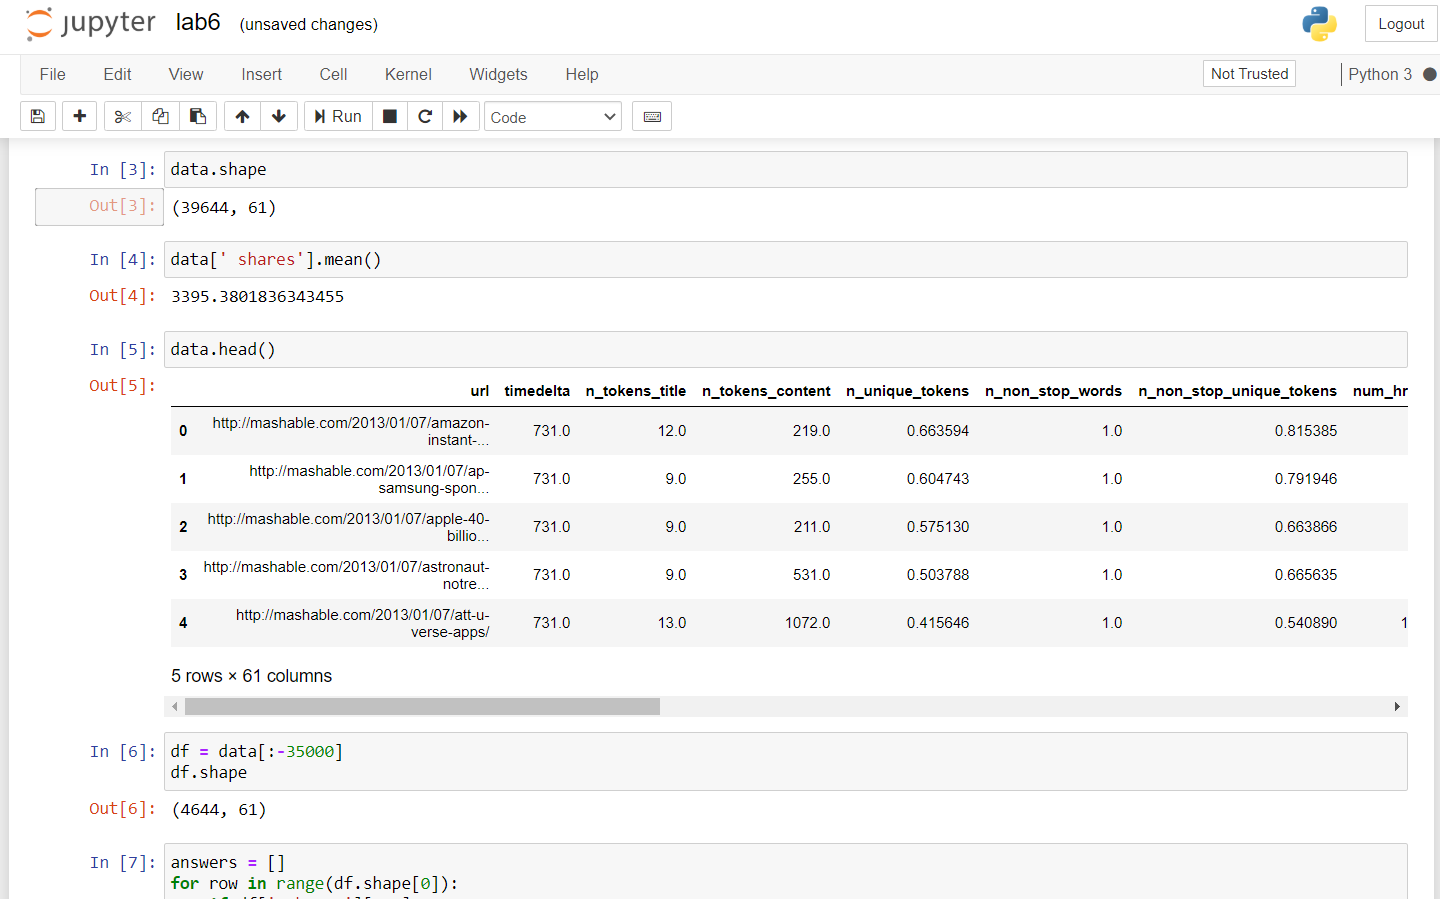 jupyter lab6 (unsaved changes) Logout
File Edit View Insert Cell Kernel Widgets Help Not Trusted Python 3
Run Code
In [3]: data.shape
Out[3]: (39644, 61)
In [4]: data[' shares'].mean()
Out[4]: 3395.3801836343455
In [5]: data.head()
Out[5]:
url timedelta n_tokens_title n_tokens_content n_unique_tokens n_non_stop_words n_non_stop_unique_tokens num_hr
0 http://mashable.com/2013/01/07/amazon-
instant-... 731.0 12.0 219.0 0.663594 1.0 0.815385
1 http://mashable.com/2013/01/07/ap-
samsung-spon... 731.0 9.0 255.0 0.604743 1.0 0.791946
2 http://mashable.com/2013/01/07/apple-40-
billio... 731.0 9.0 211.0 0.575130 1.0 0.663866
3 http://mashable.com/2013/01/07/astronaut-
notre... 731.0 9.0 531.0 0.503788 1.0 0.665635
4 http://mashable.com/2013/01/07/att-u-
verse-apps/ 731.0 13.0 1072.0 0.415646 1.0 0.540890 1
5 rows × 61 columns
In [6]: df = data[:-35000]
df.shape
Out[6]: (4644, 61)
In [7]: answers = []
for row in range(df.shape[0]):